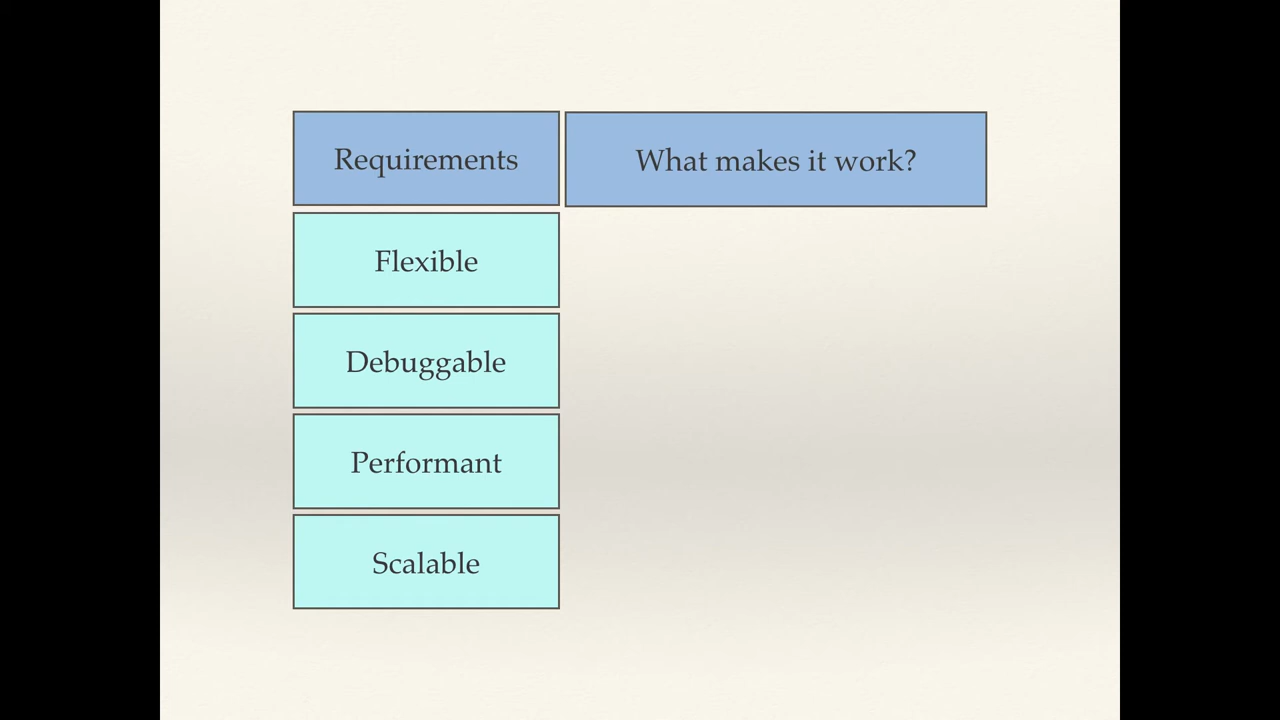 Requirements
What makes it work?
Flexible
Debuggable
Performant
Scalable